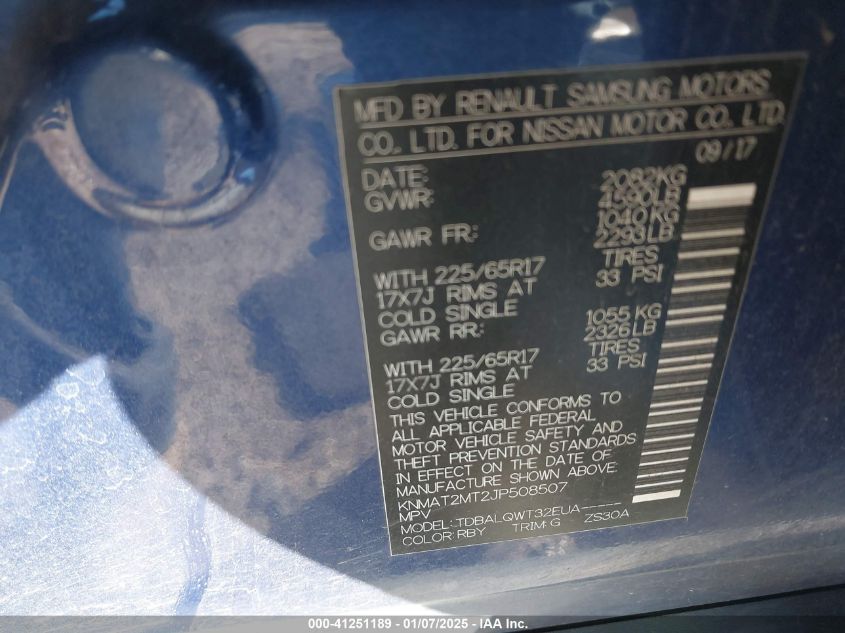 MFD BY RENAULT SAMSUNG MOTORS
CO., LTD. FOR NISSAN MOTOR CO., LTD.
DATE: 09/17
GVWR: 2082KG
4590LB
GAWR FR: 1040KG
2293LB
WITH 225/65R17 TIRES
17X7J RIMS AT 33 PSI
COLD SINGLE
GAWR RR: 1055KG
2326LB
WITH 225/65R17 TIRES
17X7J RIMS AT 33 PSI
COLD SINGLE
THIS VEHICLE CONFORMS TO
ALL APPLICABLE FEDERAL
MOTOR VEHICLE SAFETY AND
THEFT PREVENTION STANDARDS
IN EFFECT ON THE DATE OF
MANUFACTURE SHOWN ABOVE:
KNMAT2MT2JP508507
MPV
MODEL:TDBALQWT32EUA-----
COLOR:RBY TRIM:G ZS30A
000-41251189 - 01/07/2025 - IAA Inc.